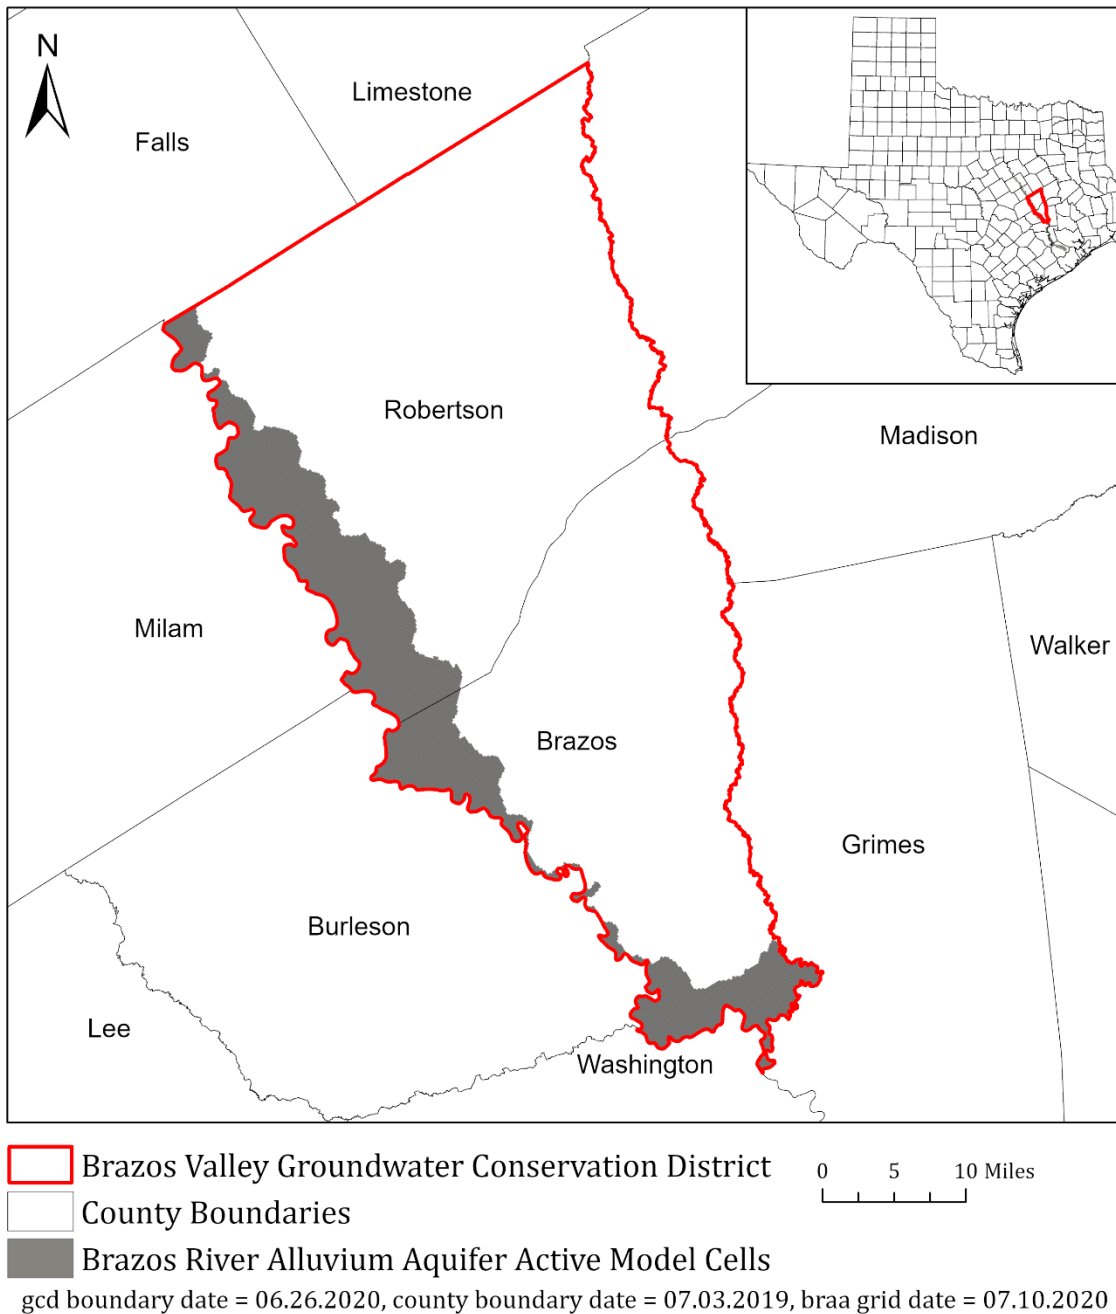 N
Limestone
Falls
Robertson
Madison
Milam
Walker
Brazos
Grimes
Burleson
Lee
Washington
Brazos Valley Groundwater Conservation District
0 5 10 Miles
County Boundaries
Brazos River Alluvium Aquifer Active Model Cells
gcd boundary date = 06.26.2020, county boundary date = 07.03.2019, braa grid date = 07.10.2020